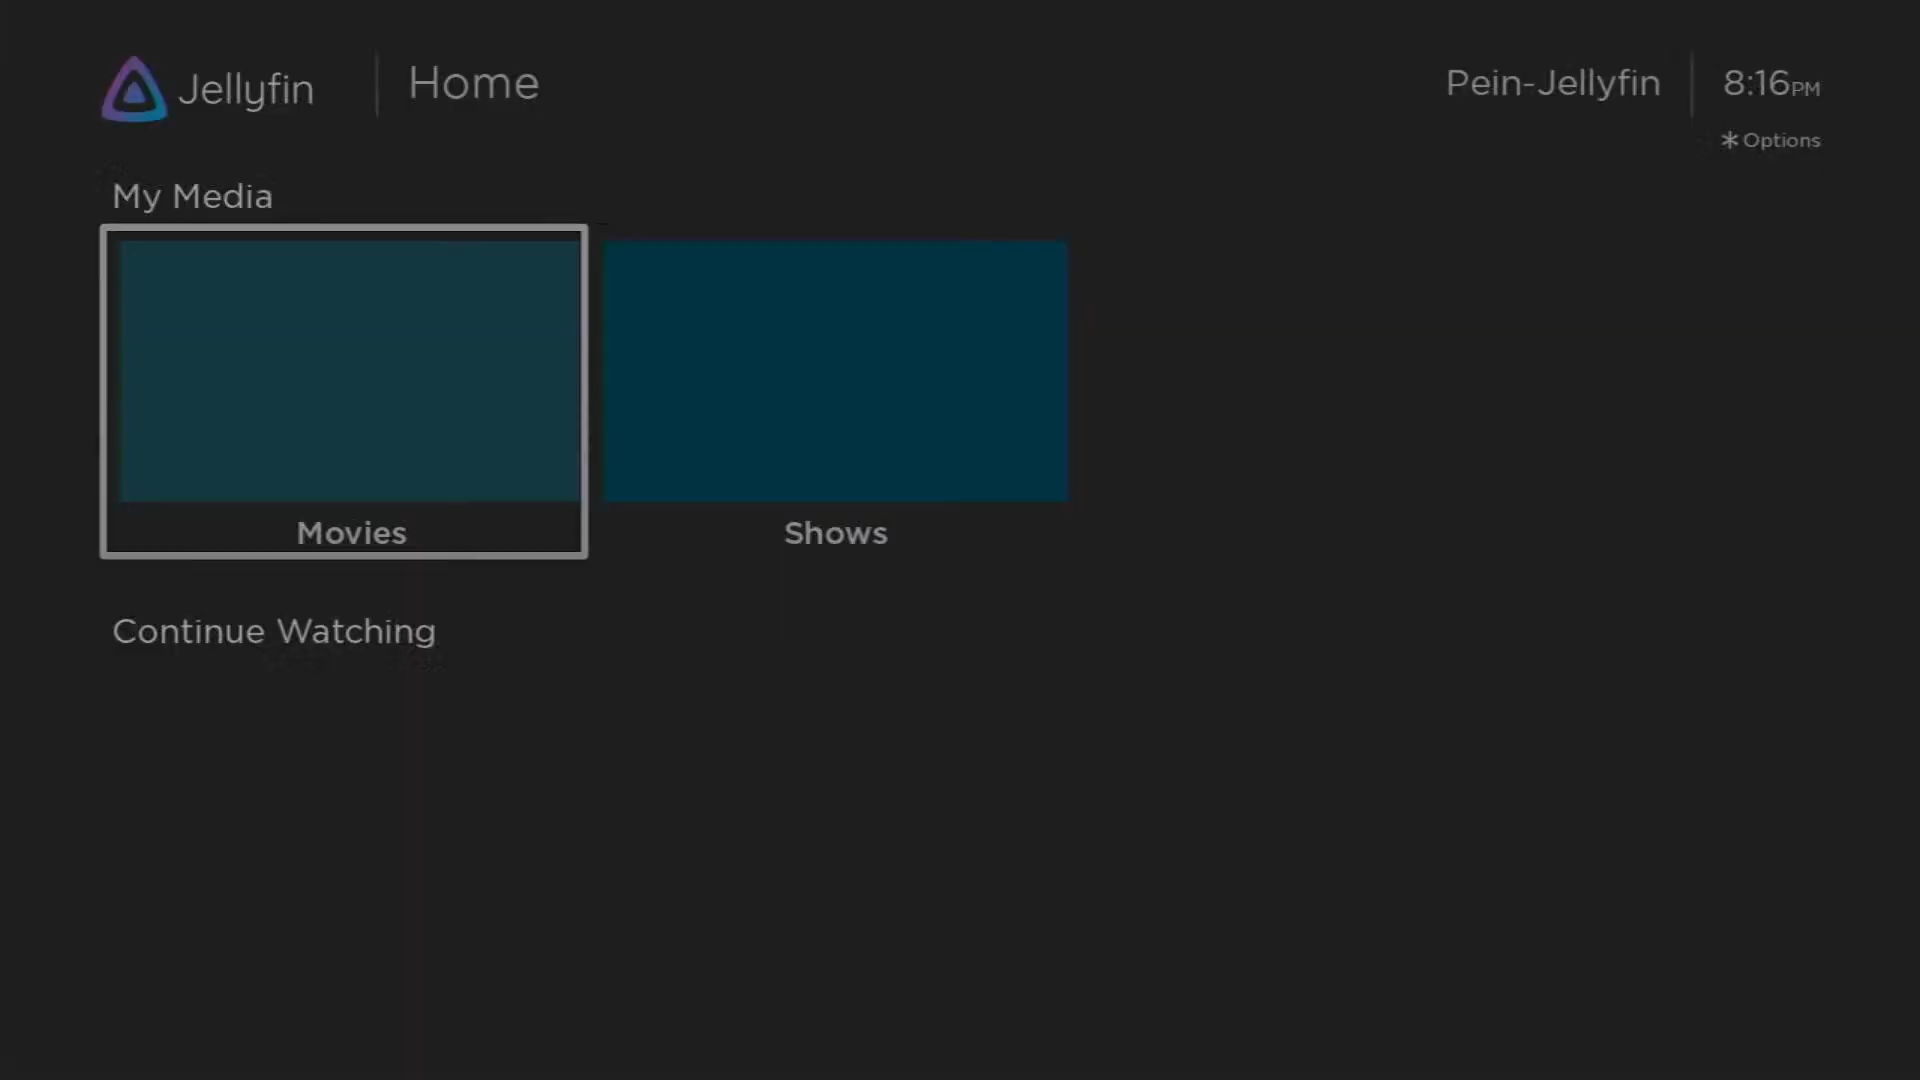 Jellyfin
Home
Pein-Jellyfin
8:16PM
*Options
My Media
Movies
Shows
Continue Watching